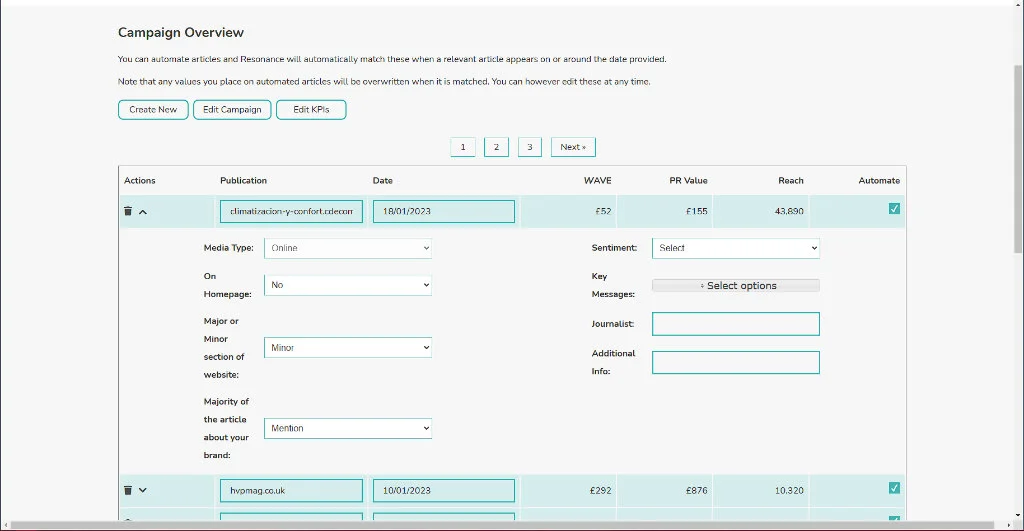 Campaign Overview
You can automate articles and Resonance will automatically match these when a relevant article appears on or around the date provided.
Note that any values you place on automated articles will be overwritten when it is matched. You can however edit these at any time.
Create New Edit Campaign Edit KPIs
1 2 3 Next »
Actions Publication Date WAVE PR Value Reach Automate
climatizacion-y-confort.cdecom 18/01/2023 £52 £155 43,890
Media Type: Online Sentiment: Select
On
Homepage: No
Key
Messages: Select options
Major or
Minor
section of
website: Minor
Journalist:
Additional
Info:
Majority of
the article
about your
brand: Mention
hvpmag.co.uk 10/01/2023 £292 £876 10,320